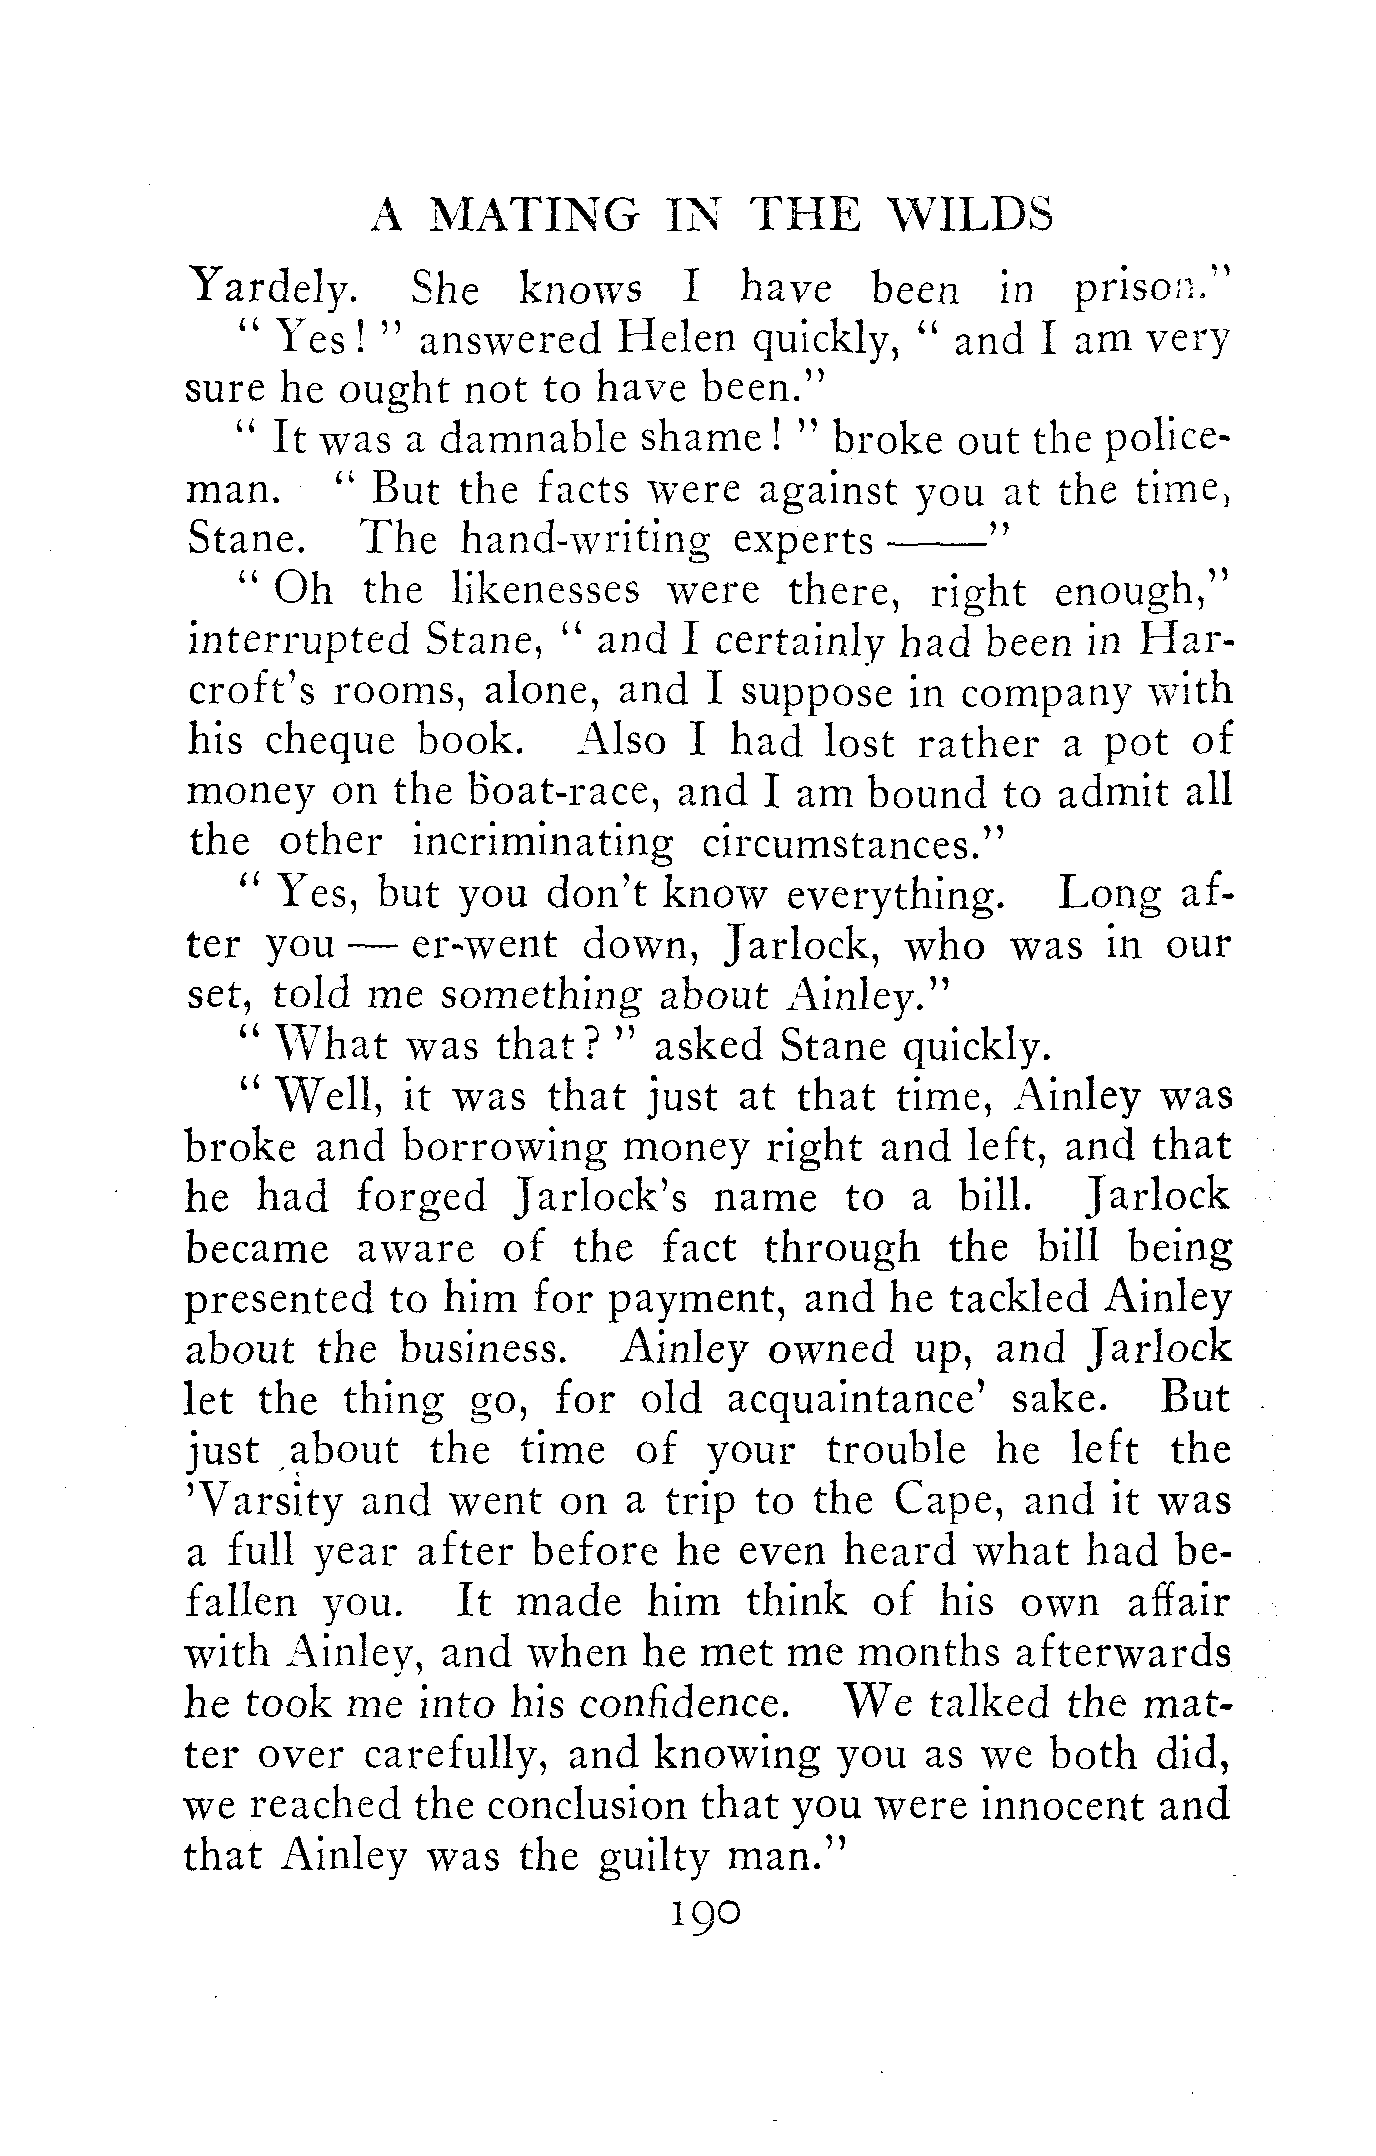 A MATING IN THE WILDS
Yardely. She knows I have been in prison."
" Yes! " answered Helen quickly, " and I am very
sure he ought not to have been."
" It was a damnable shame! " broke out the police-
man. " But the facts were against you at the time,
Stane. The hand-writing experts ——"
" Oh the likenesses were there, right enough,"
interrupted Stane, " and I certainly had been in Har-
croft's rooms, alone, and I suppose in company with
his cheque book. Also I had lost rather a pot of
money on the boat-race, and I am bound to admit all
the other incriminating circumstances."
" Yes, but you don't know everything. Long af-
ter you — er-went down, Jarlock, who was in our
set, told me something about Ainley."
" What was that? " asked Stane quickly.
" Well, it was that just at that time, Ainley was
broke and borrowing money right and left, and that
he had forged Jarlock's name to a bill. Jarlock
became aware of the fact through the bill being
presented to him for payment, and he tackled Ainley
about the business. Ainley owned up, and Jarlock
let the thing go, for old acquaintance' sake. But
just about the time of your trouble he left the
'Varsity and went on a trip to the Cape, and it was
a full year after before he even heard what had be-
fallen you. It made him think of his own affair
with Ainley, and when he met me months afterwards
he took me into his confidence. We talked the mat-
ter over carefully, and knowing you as we both did,
we reached the conclusion that you were innocent and
that Ainley was the guilty man."
190